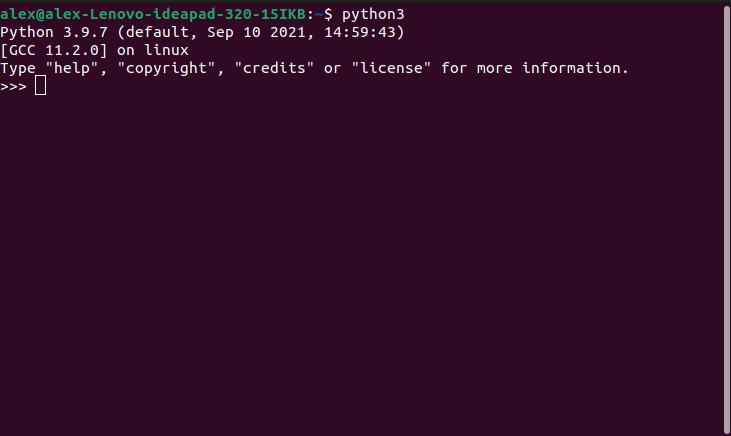 alex@alex-Lenovo-ideapad-320-15IKB:~$ python3
Python 3.9.7 (default, Sep 10 2021, 14:59:43)
[GCC 11.2.0] on linux
Type "help", "copyright", "credits" or "license" for more information.
>>>